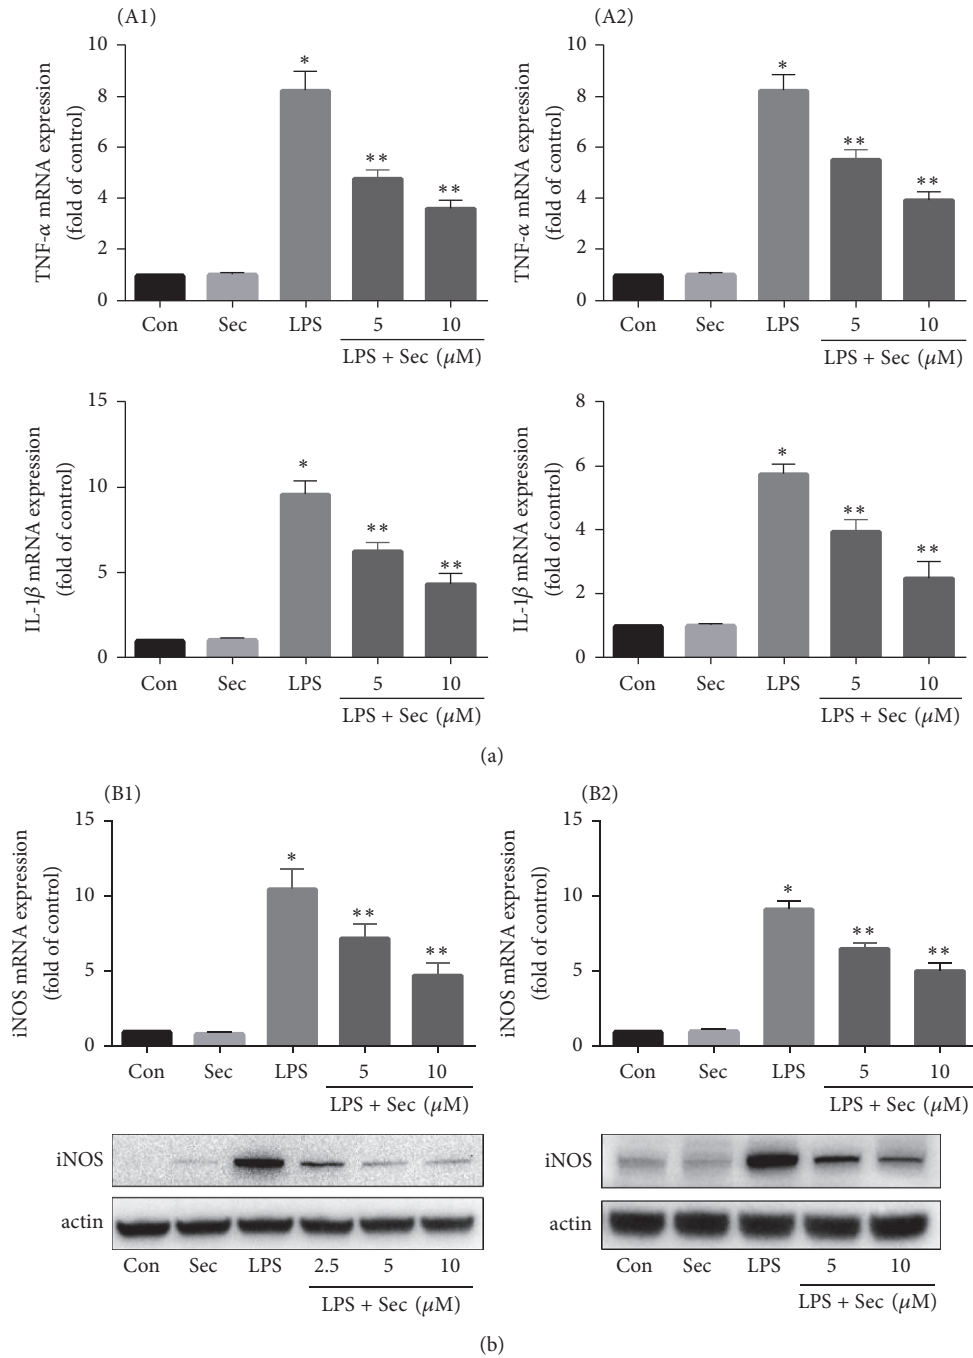 (A1)
(A2)
TNF-α mRNA expression
(fold of control)
10
8
6
4
2
0
*
**
**
Con Sec LPS 5 10
LPS + Sec (μM)
TNF-α mRNA expression
(fold of control)
10
8
6
4
2
0
*
**
**
Con Sec LPS 5 10
LPS + Sec (μM)
IL-1β mRNA expression
(fold of control)
15
10
5
0
*
**
**
Con Sec LPS 5 10
LPS + Sec (μM)
IL-1β mRNA expression
(fold of control)
8
6
4
2
0
*
**
**
Con Sec LPS 5 10
LPS + Sec (μM)
(a)
(B1)
(B2)
iNOS mRNA expression
(fold of control)
15
10
5
0
*
**
**
Con Sec LPS 5 10
LPS + Sec (μM)
iNOS mRNA expression
(fold of control)
15
10
5
0
*
**
**
Con Sec LPS 5 10
LPS + Sec (μM)
iNOS
actin
Con Sec LPS 2.5 5 10
LPS + Sec (μM)
iNOS
actin
Con Sec LPS 5 10
LPS + Sec (μM)
(b)